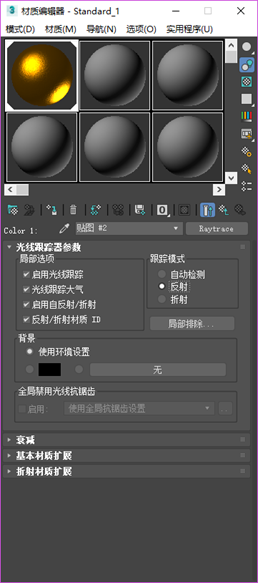 材质编辑器 - Standard_1
模式(D) 材质(M) 导航(N) 选项(O) 实用程序(U)
Color 1: 贴图 #2 Raytrace
光线跟踪器参数
局部选项
启用光线跟踪
光线跟踪大气
启用自反射/折射
反射/折射材质 ID
跟踪模式
自动检测
反射
折射
局部排除...
背景
使用环境设置
无
全局禁用光线抗锯齿
启用: 使用全局抗锯齿设置 ...
衰减
基本材质扩展
折射材质扩展